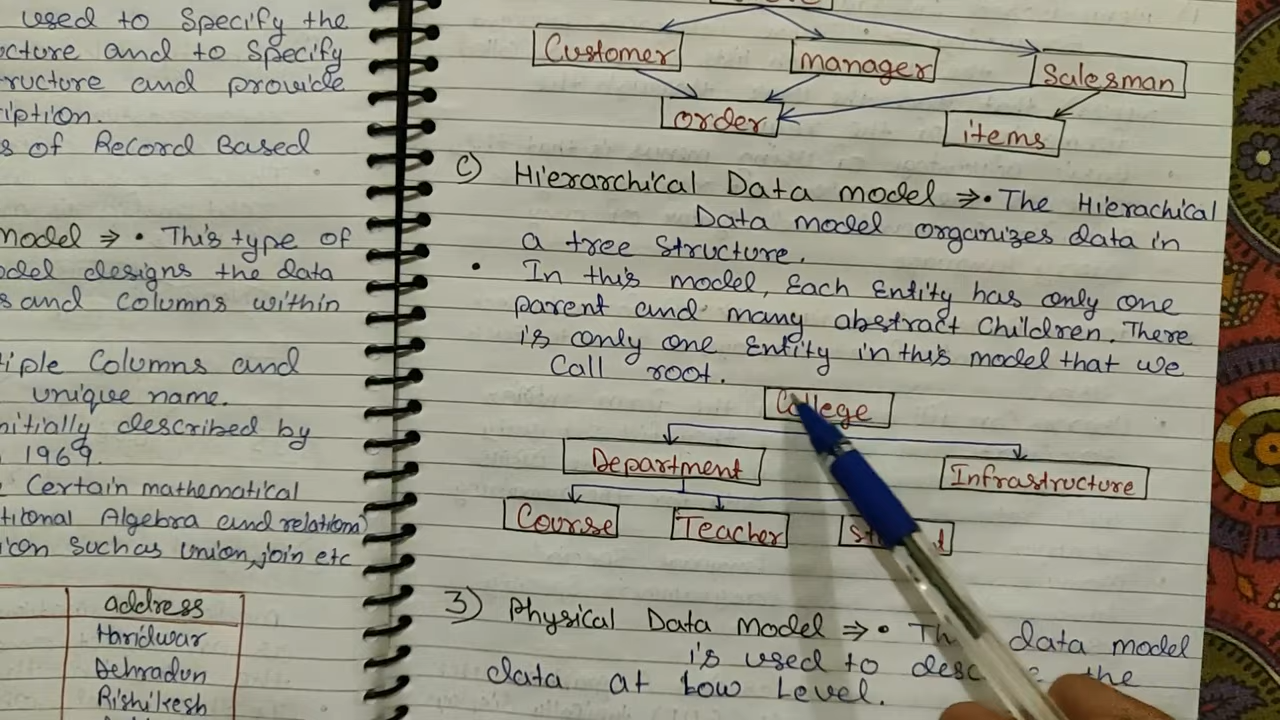 used to Specify the
cture and to Specify
ructure and provide
iption.
s of Record Based
model ⇒ • This type of
odel designs the data
s and Columns within
iple Columns and
unique name.
nitially described by
1969.
Certain mathematical
tional Algebra and relation
ion such as union, join etc
address
Haridwar
Dehradun
Rishikesh
Customer
manager
Salesman
order
items
c) Hierarchical Data model ⇒ • The Hierachical
Data model organizes data in
a tree structure.
• In this model, Each Entity has only one
parent and many abstract Children. There
is only one Entity in this model that we
Call root.
College
Department
Infrastructure
Course
Teacher
3) Physical Data Model ⇒ • Th data model
is used to desc the
data at Low Level.